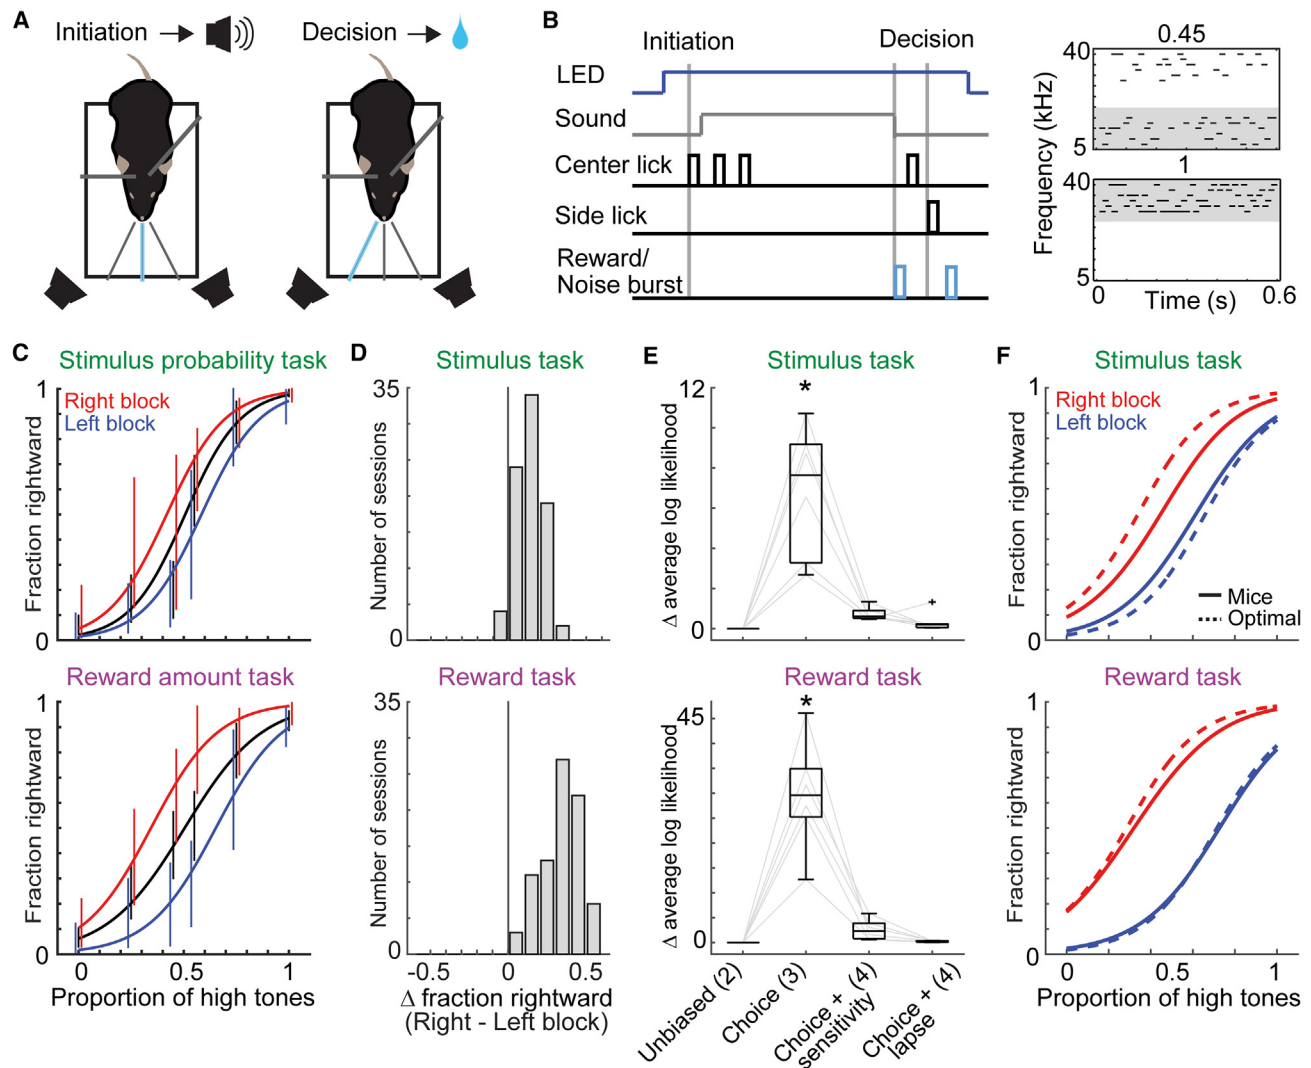 A
Initiation
Decision
B
Initiation
Decision
LED
Sound
Center lick
Side lick
Reward/
Noise burst
0.45
40
5
1
40
5
Frequency (kHz)
0
0.6
Time (s)
C
Stimulus probability task
Right block
Left block
1
0
Fraction rightward
Reward amount task
1
0
Fraction rightward
0
0.5
1
Proportion of high tones
D
Stimulus task
35
0
Number of sessions
Reward task
35
0
Number of sessions
-0.5
0
0.5
Δ fraction rightward
(Right - Left block)
E
Stimulus task
12
0
Δ average log likelihood
*
Reward task
45
0
Δ average log likelihood
*
Unbiased (2)
Choice (3)
Choice + (4)
sensitivity
Choice + (4)
lapse
F
Stimulus task
Right block
Left block
1
0
Fraction rightward
Mice
Optimal
Reward task
1
0
Fraction rightward
0
0.5
1
Proportion of high tones